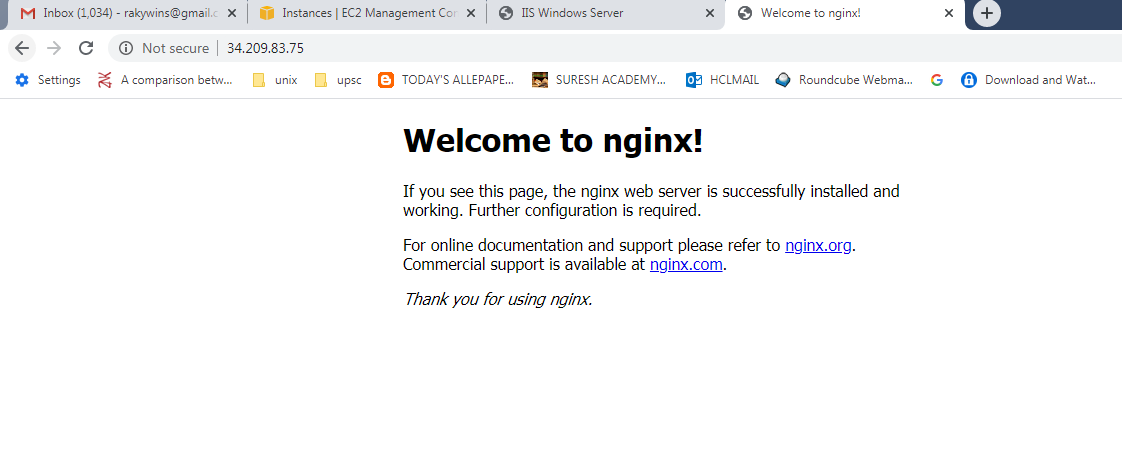 Inbox (1,034) - rakywins@gmail.c
Instances | EC2 Management Con
IIS Windows Server
Welcome to nginx!
Not secure | 34.209.83.75
Settings
A comparison betw...
unix
upsc
TODAY'S ALLEPAPE...
SURESH ACADEMY...
HCLMAIL
Roundcube Webma...
Download and Wat...
Welcome to nginx!
If you see this page, the nginx web server is successfully installed and
working. Further configuration is required.
For online documentation and support please refer to nginx.org.
Commercial support is available at nginx.com.
Thank you for using nginx.